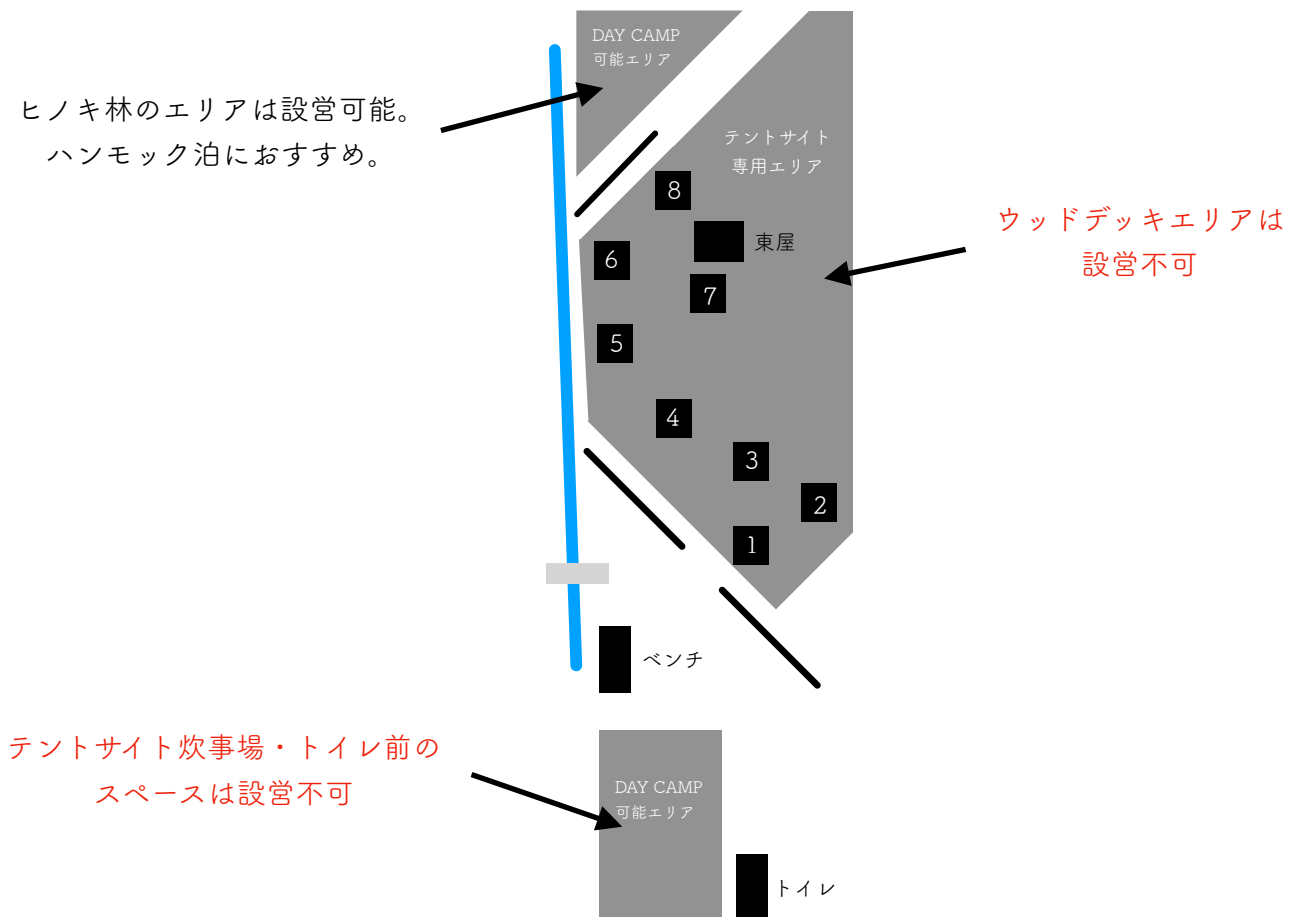 DAY CAMP
可能エリア
ヒノキ林のエリアは設営可能。
ハンモック泊におすすめ。
テントサイト
専用エリア
8
ウッドデッキエリアは
設営不可
東屋
6
7
5
4
3
2
1
ベンチ
テントサイト炊事場・トイレ前の
スペースは設営不可
DAY CAMP
可能エリア
トイレ